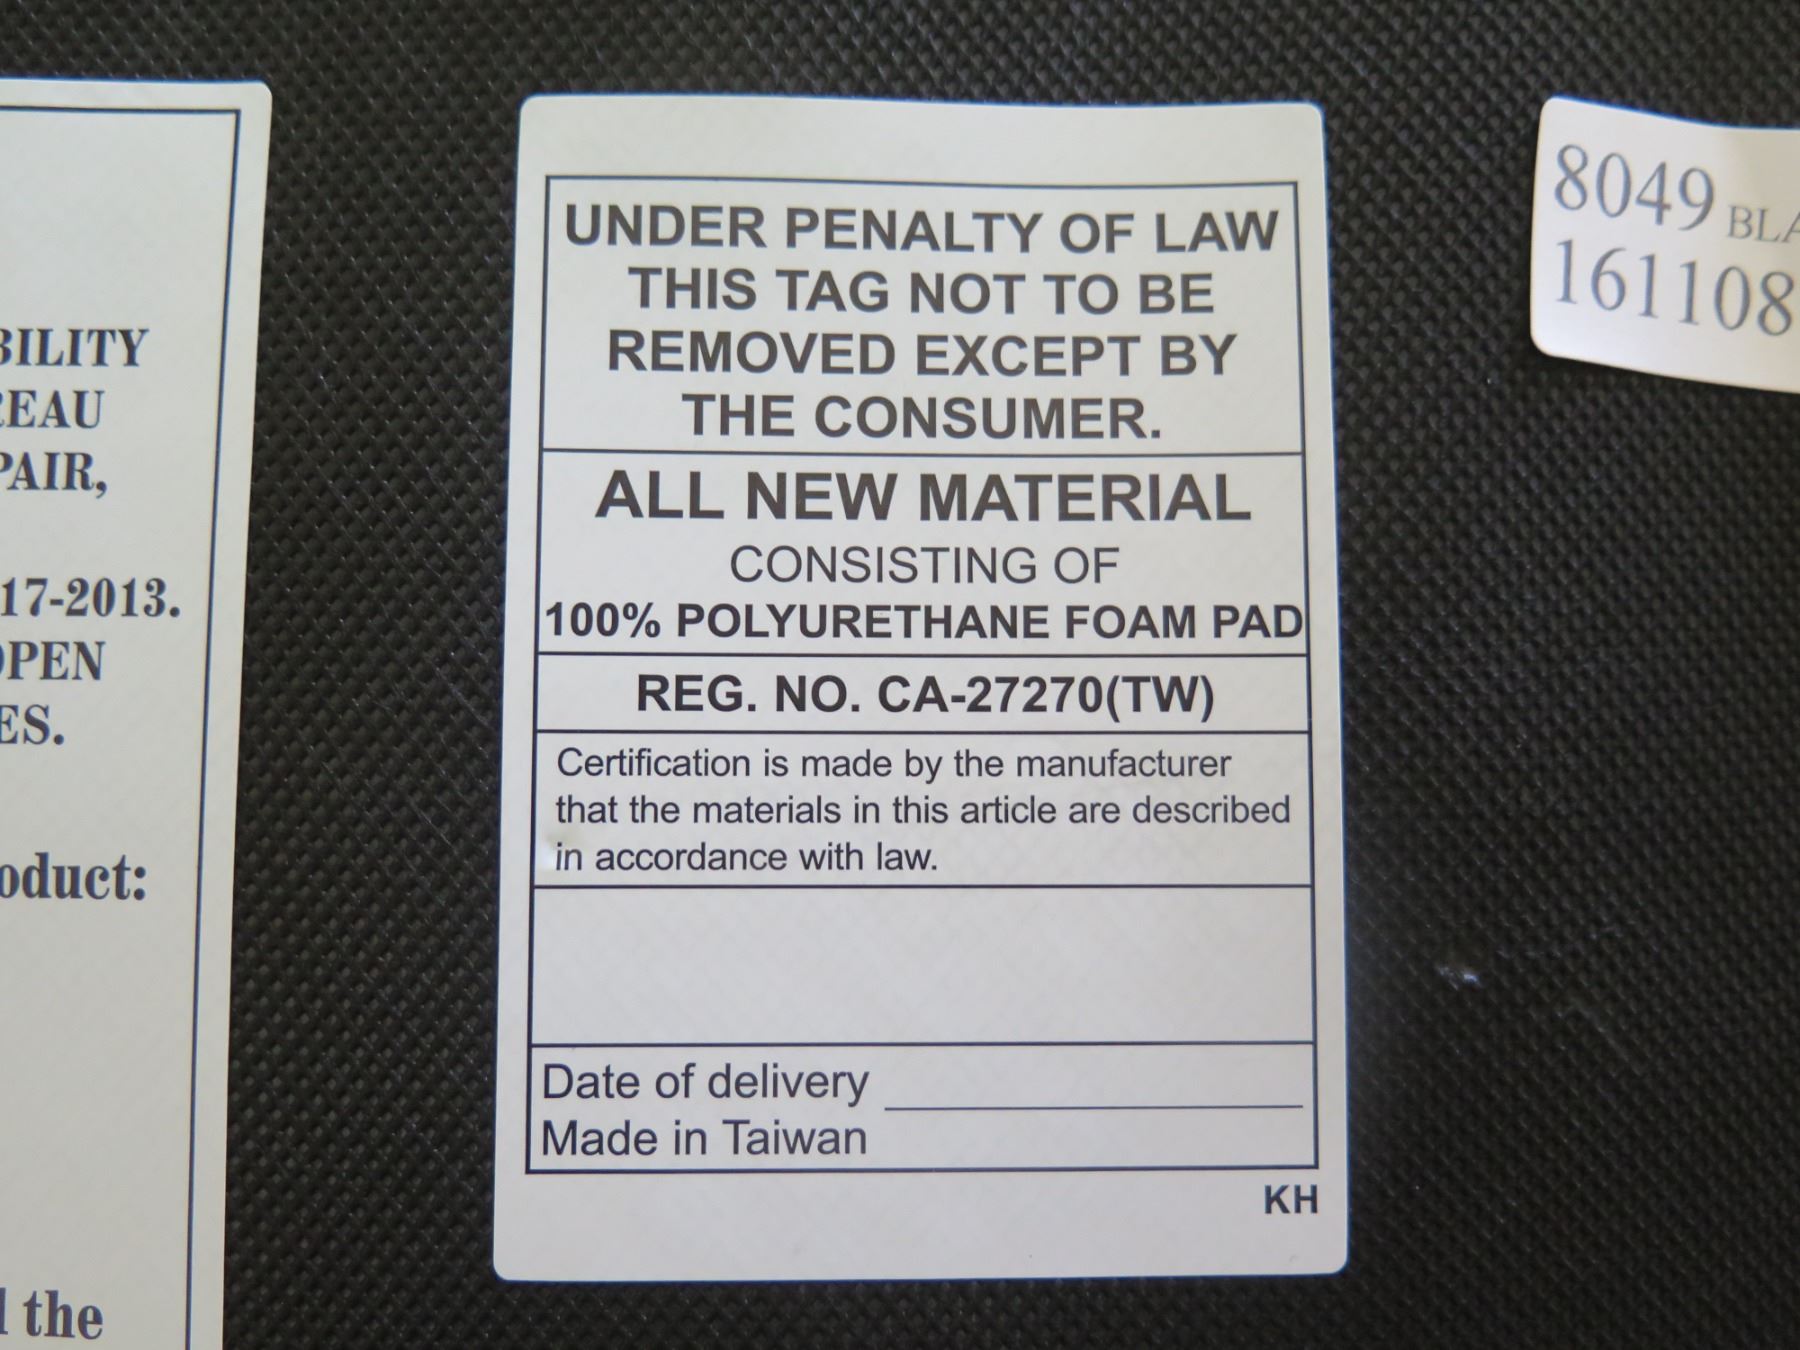 UNDER PENALTY OF LAW
THIS TAG NOT TO BE
REMOVED EXCEPT BY
THE CONSUMER.
ALL NEW MATERIAL
CONSISTING OF
100% POLYURETHANE FOAM PAD
REG. NO. CA-27270(TW)
Certification is made by the manufacturer
that the materials in this article are described
in accordance with law.
Date of delivery
Made in Taiwan
KH
BILITY
EAU
PAIR,
17-2013.
OPEN
ES.
oduct:
the
8049 BLA
161108